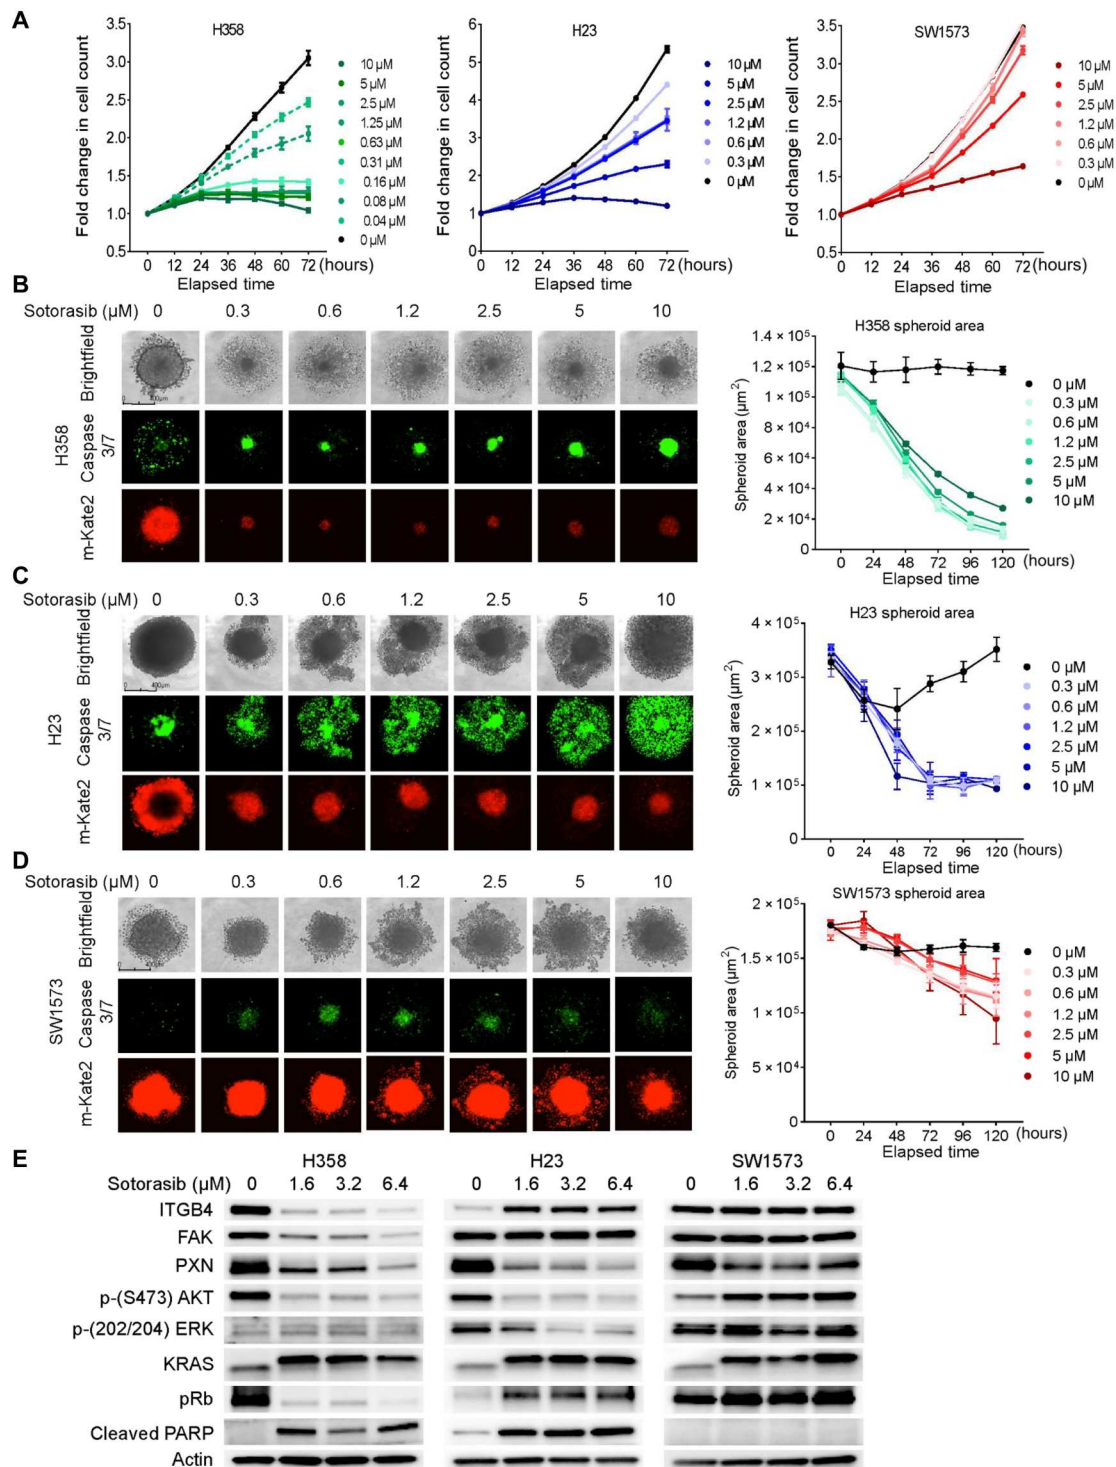 A
H358
Fold change in cell count
3.5
3.0
2.5
2.0
1.5
1.0
0.5
0 12 24 36 48 60 72 (hours)
Elapsed time
10 µM
5 µM
2.5 µM
1.25 µM
0.63 µM
0.31 µM
0.16 µM
0.08 µM
0.04 µM
0 µM
H23
Fold change in cell count
6
5
4
3
2
1
0
0 12 24 36 48 60 72 (hours)
Elapsed time
10 µM
5 µM
2.5 µM
1.2 µM
0.6 µM
0.3 µM
0 µM
SW1573
Fold change in cell count
3.5
3.0
2.5
2.0
1.5
1.0
0.5
0 12 24 36 48 60 72 (hours)
Elapsed time
10 µM
5 µM
2.5 µM
1.2 µM
0.6 µM
0.3 µM
0 µM
B
Sotorasib (µM) 0 0.3 0.6 1.2 2.5 5 10
H358
Brightfield
400µm
Caspase 3/7
m-Kate2
H358 spheroid area
Spheroid area (µm²)
1.4 × 10⁵
1.2 × 10⁵
1 × 10⁵
8 × 10⁴
6 × 10⁴
4 × 10⁴
2 × 10⁴
0
0 24 48 72 96 120 (hours)
Elapsed time
0 µM
0.3 µM
0.6 µM
1.2 µM
2.5 µM
5 µM
10 µM
C
Sotorasib (µM) 0 0.3 0.6 1.2 2.5 5 10
H23
Brightfield
400µm
Caspase 3/7
m-Kate2
H23 spheroid area
Spheroid area (µm²)
4 × 10⁵
3 × 10⁵
2 × 10⁵
1 × 10⁵
0
0 24 48 72 96 120 (hours)
Elapsed time
0 µM
0.3 µM
0.6 µM
1.2 µM
2.5 µM
5 µM
10 µM
D
Sotorasib (µM) 0 0.3 0.6 1.2 2.5 5 10
SW1573
Brightfield
400µm
Caspase 3/7
m-Kate2
SW1573 spheroid area
Spheroid area (µm²)
2 × 10⁵
1.5 × 10⁵
1 × 10⁵
5 × 10⁴
0
0 24 48 72 96 120 (hours)
Elapsed time
0 µM
0.3 µM
0.6 µM
1.2 µM
2.5 µM
5 µM
10 µM
E
H358 H23 SW1573
Sotorasib (µM) 0 1.6 3.2 6.4 0 1.6 3.2 6.4 0 1.6 3.2 6.4
ITGB4
FAK
PXN
p-(S473) AKT
p-(202/204) ERK
KRAS
pRb
Cleaved PARP
Actin